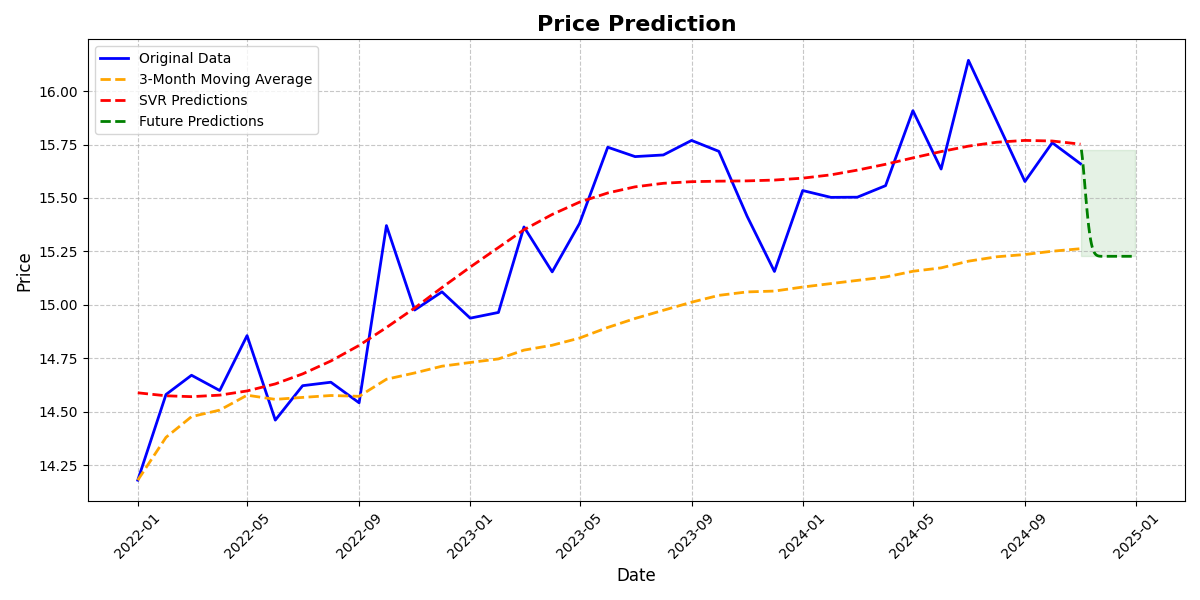 Price Prediction
Original Data
3-Month Moving Average
SVR Predictions
Future Predictions
Price
16.00
15.75
15.50
15.25
15.00
14.75
14.50
14.25
2022-01
2022-05
2022-09
2023-01
2023-05
2023-09
2024-01
2024-05
2024-09
2025-01
Date